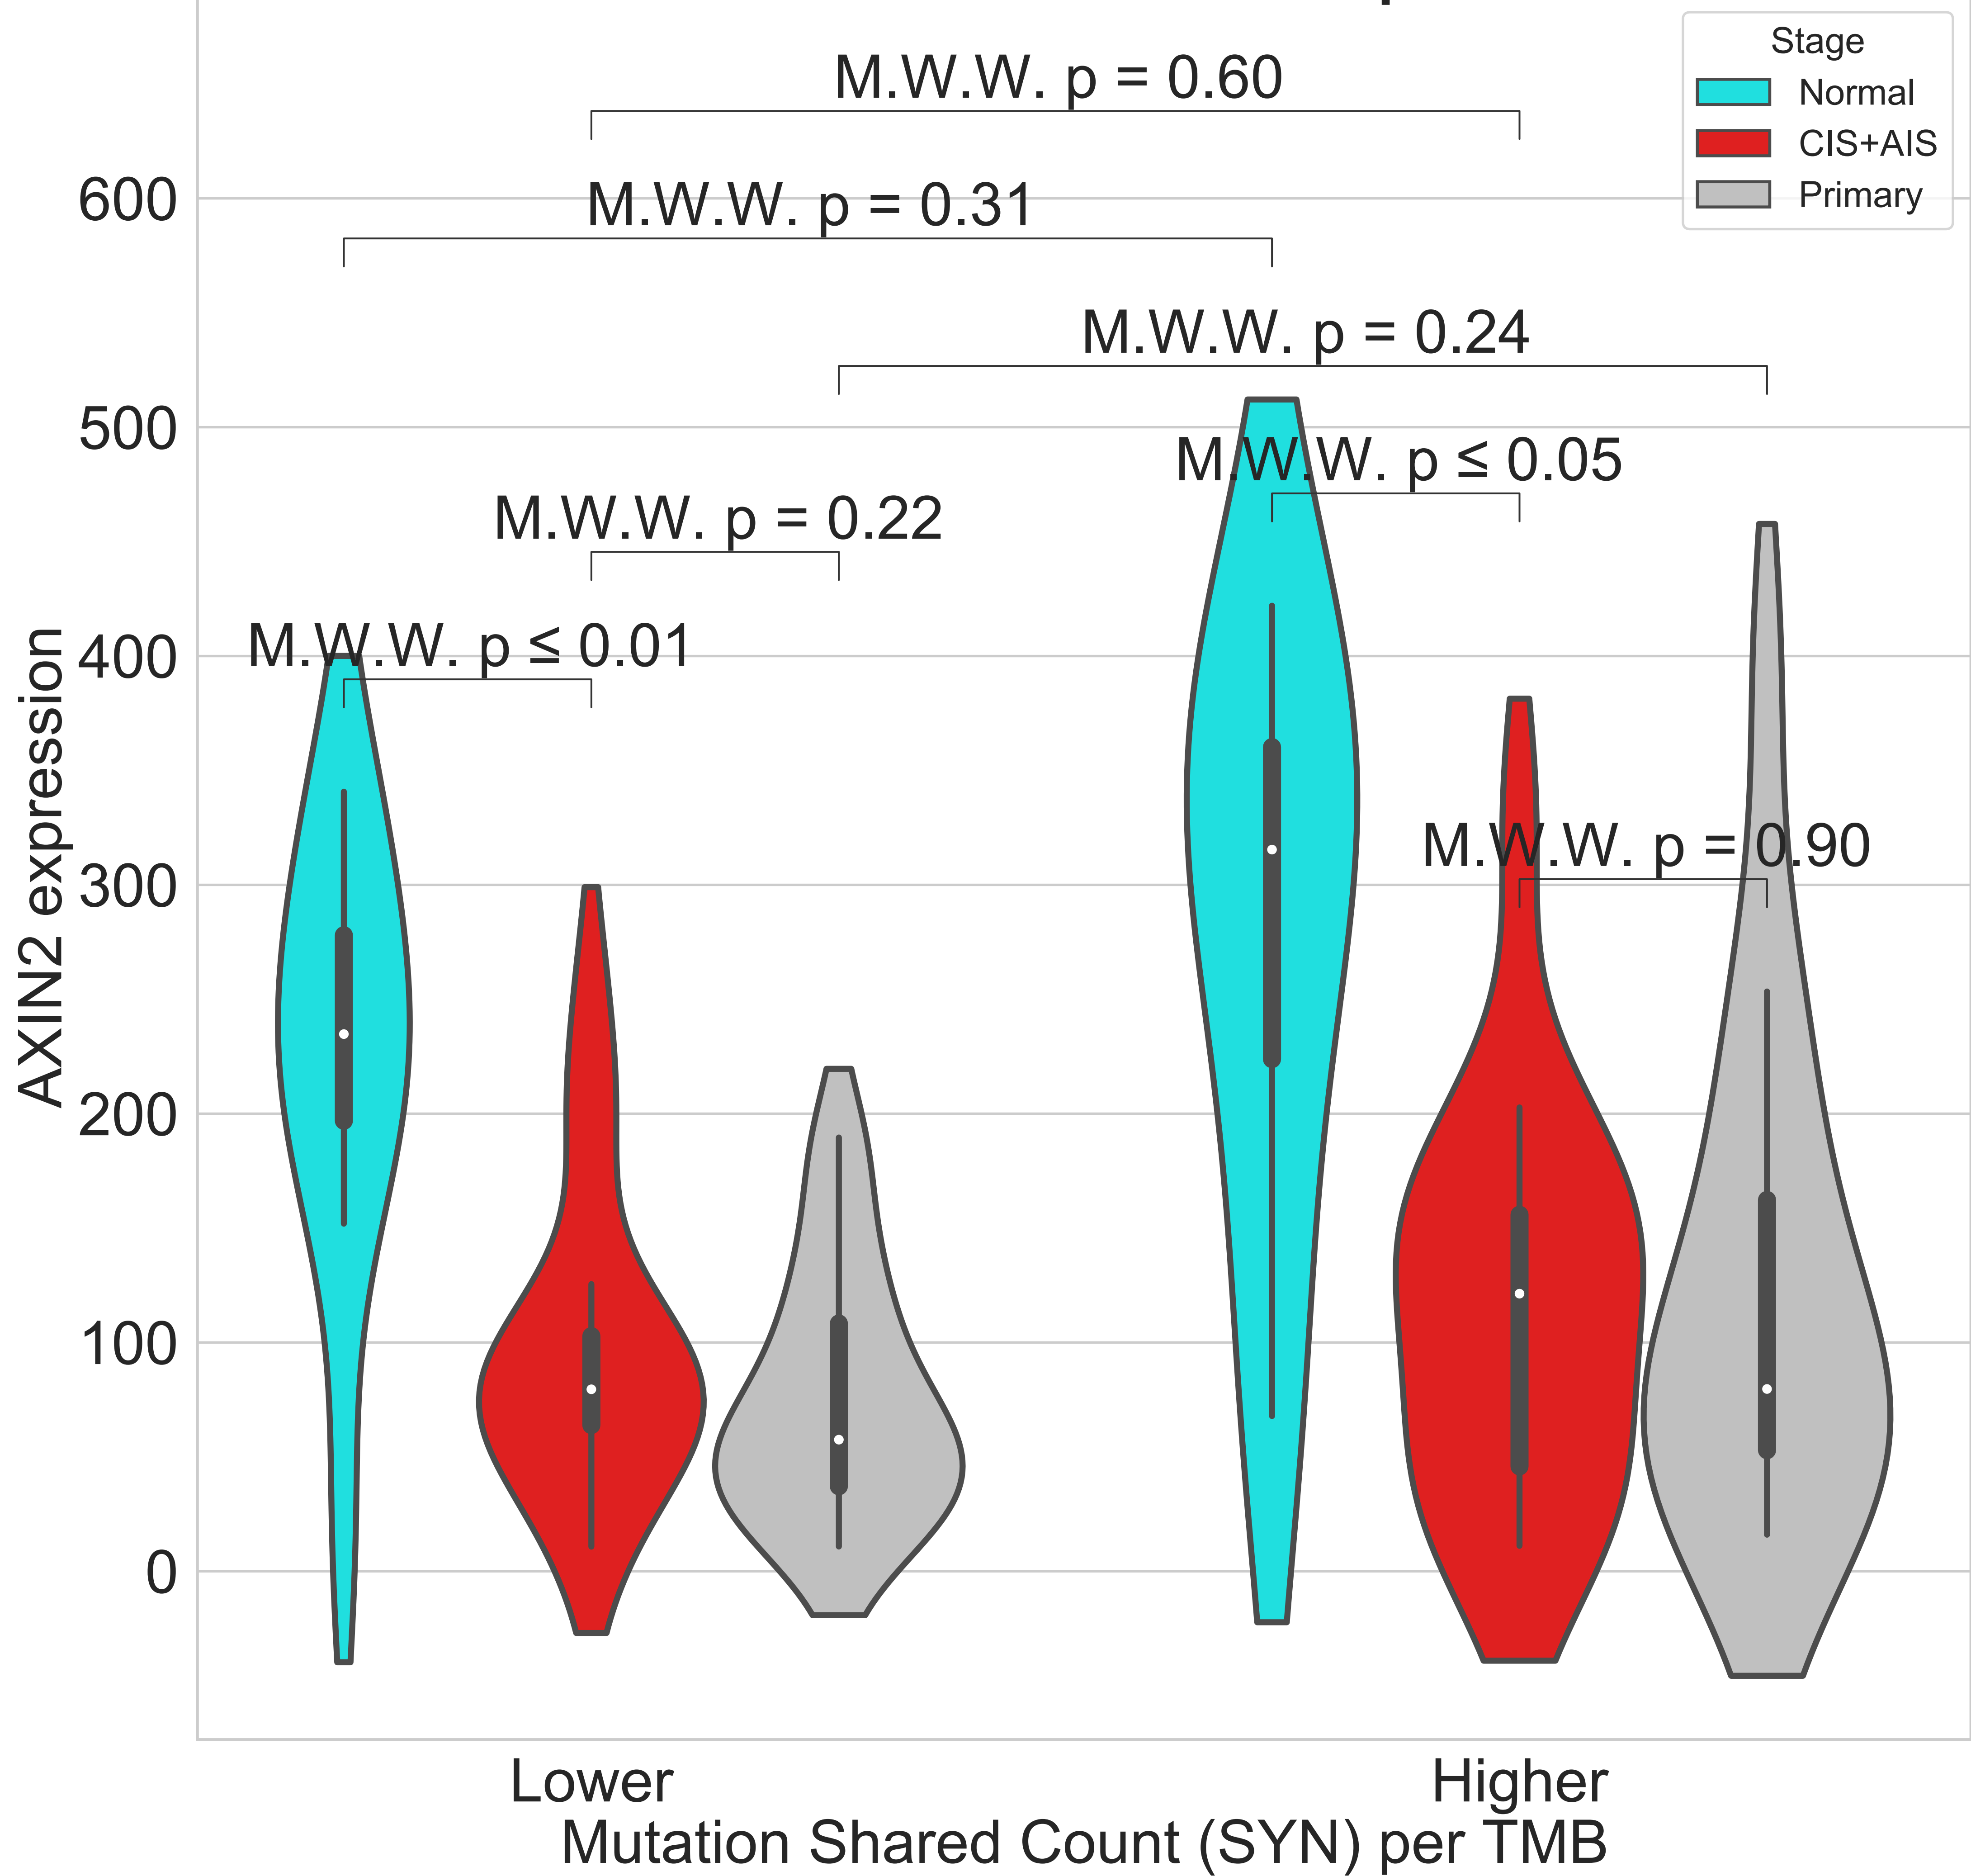 Stage
Normal
CIS+AIS
Primary
M.W.W. p = 0.60
M.W.W. p = 0.31
M.W.W. p = 0.24
M.W.W. p ≤ 0.05
M.W.W. p = 0.22
M.W.W. p ≤ 0.01
M.W.W. p = 0.90
AXIN2 expression
600
500
400
300
200
100
0
Lower
Higher
Mutation Shared Count (SYN) per TMB